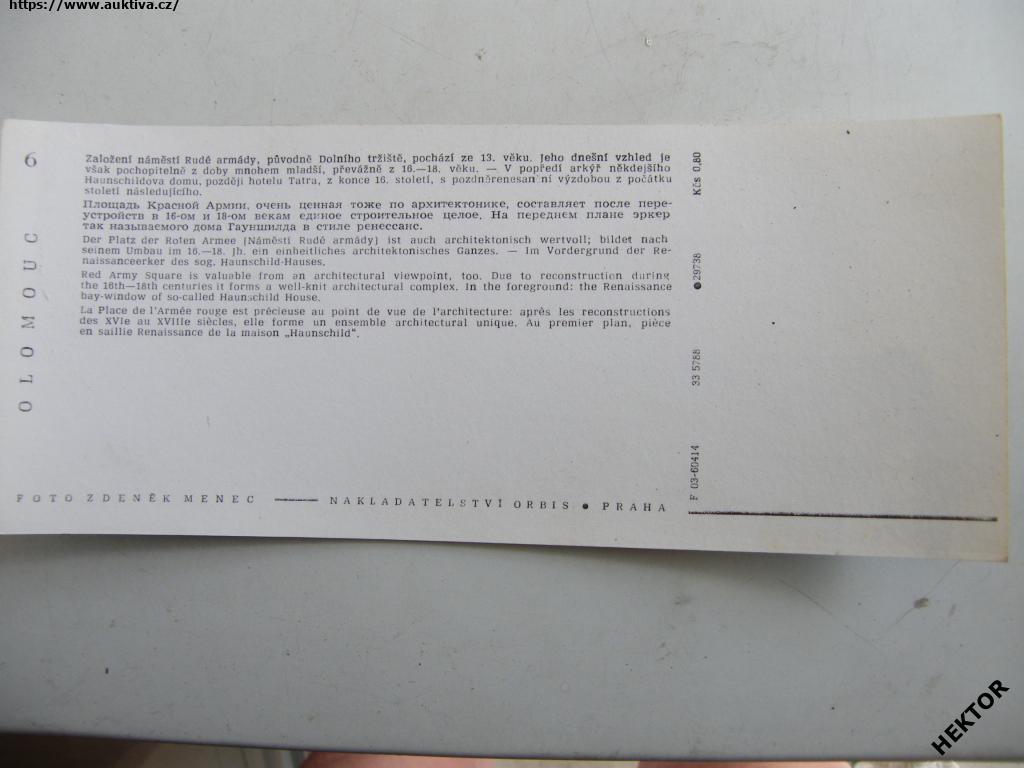 https://www.auktiva.cz/
6
OLOMOUC
Založení náměstí Rudé armády, původně Dolního tržiště, pochází ze 13. věku. Jeho dnešní vzhled je
však pochopitelně z doby mnohem mladší, převážně z 16.—18. věku. — V popředí arkýř někdejšího
Haunschildova domu, později hotelu Tatra, z konce 16. století, s pozdněrenesanční výzdobou z počátku
století následujícího.
Площадь Красной Армии, очень ценная тоже по архитектонике, составляет после пере-
устройств в 16-ом и 18-ом векам единое строительное целое. На переднем плане эркер
так называемого дома Гауншилда в стиле ренессанс.
Der Platz der Roten Armee (Náměstí Rudé armády) ist auch architektonisch wertvoll; bildet nach
seinem Umbau im 16.—18. Jh. ein einheitliches architektonisches Ganzes. — Im Vordergrund der Re-
naissanceerker des sog. Haunschild-Hauses.
Red Army Square is valuable from an architectural viewpoint, too. Due to reconstruction during
the 16th—18th centuries it forms a well-knit architectural complex. In the foreground: the Renaissance
bay-window of so-called Haunschild House.
La Place de l'Armée rouge est précieuse au point de vue de l'architecture: après les reconstructions
des XVIe au XVIIIe siècles, elle forme un ensemble architectural unique. Au premier plan, pièce
en saillie Renaissance de la maison „Haunschild“.
FOTO ZDENĚK MENEC — NAKLADATELSTVÍ ORBIS ● PRAHA
F 03-60414
33 5788
●29738
Kčs 0,80
HEKTOR